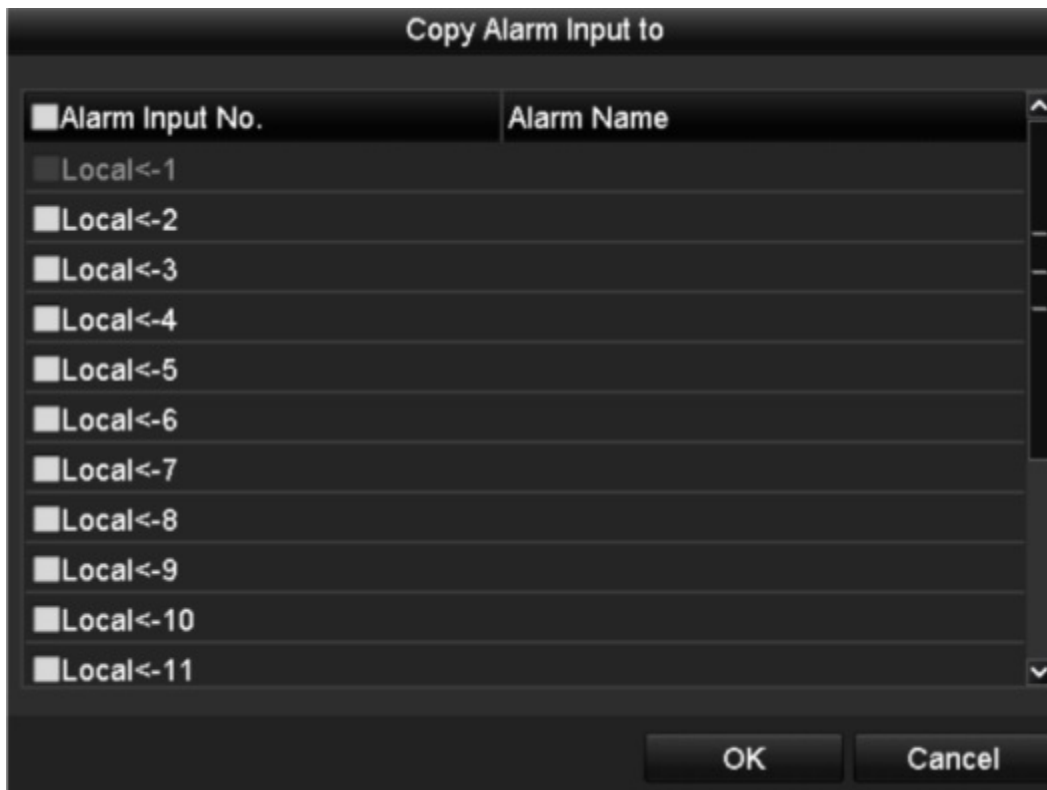 Copy Alarm Input to
Alarm Input No. Alarm Name
Local<-1
Local<-2
Local<-3
Local<-4
Local<-5
Local<-6
Local<-7
Local<-8
Local<-9
Local<-10
Local<-11
OK Cancel